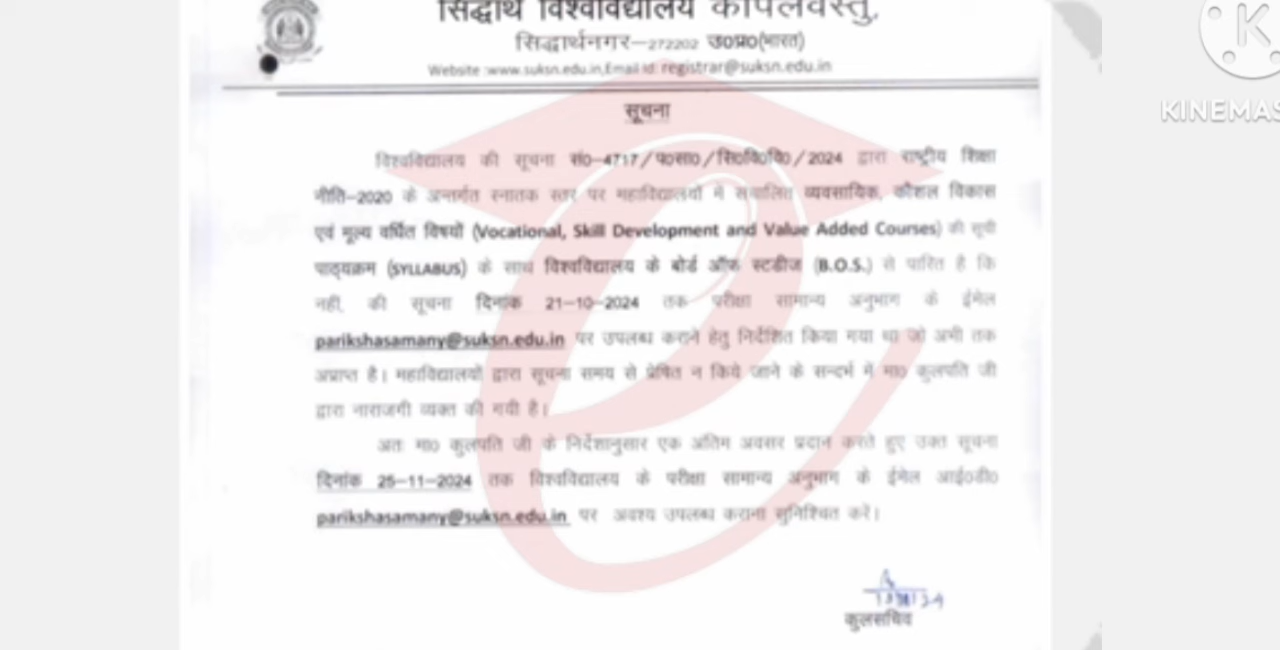 सिद्धार्थ विश्वविद्यालय कपिलवस्तु,
सिद्धार्थनगर–272202 उ0प्र0(भारत)
Website :www.suksn.edu.in,Email Id: registrar@suksn.edu.in
सूचना
विश्वविद्यालय की सूचना सं0–4717/प0सा0/सि0वि0वि0/2024 द्वारा राष्ट्रीय शिक्षा
नीति–2020 के अन्तर्गत स्नातक स्तर पर महाविद्यालयों में संचालित व्यवसायिक, कौशल विकास
एवं मूल्य वर्धित विषयों (Vocational, Skill Development and Value Added Courses) की सूची
पाठ्यक्रम (SYLLABUS) के साथ विश्वविद्यालय के बोर्ड ऑफ स्टडीज (B.O.S.) से पारित है कि
नहीं, की सूचना दिनांक 21–10–2024 तक परीक्षा सामान्य अनुभाग के ईमेल
parikshasamany@suksn.edu.in पर उपलब्ध कराने हेतु निर्देशित किया गया था जो अभी तक
अप्राप्त है। महाविद्यालयों द्वारा सूचना समय से प्रेषित न किये जाने के सन्दर्भ में मा0 कुलपति जी
द्वारा नाराजगी व्यक्त की गयी है।
अतः मा0 कुलपति जी के निर्देशानुसार एक अंतिम अवसर प्रदान करते हुए उक्त सूचना
दिनांक 25–11–2024 तक विश्वविद्यालय के परीक्षा सामान्य अनुभाग के ईमेल आई0डी0
parikshasamany@suksn.edu.in पर अवश्य उपलब्ध कराना सुनिश्चित करें।
कुलसचिव
K
KINEMAS